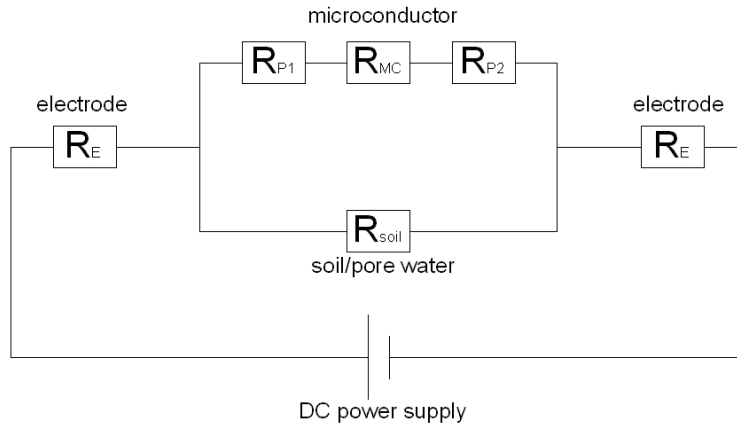 microconductor
RP1 RMC RP2
electrode electrode
RE RE
Rsoil
soil/pore water
DC power supply